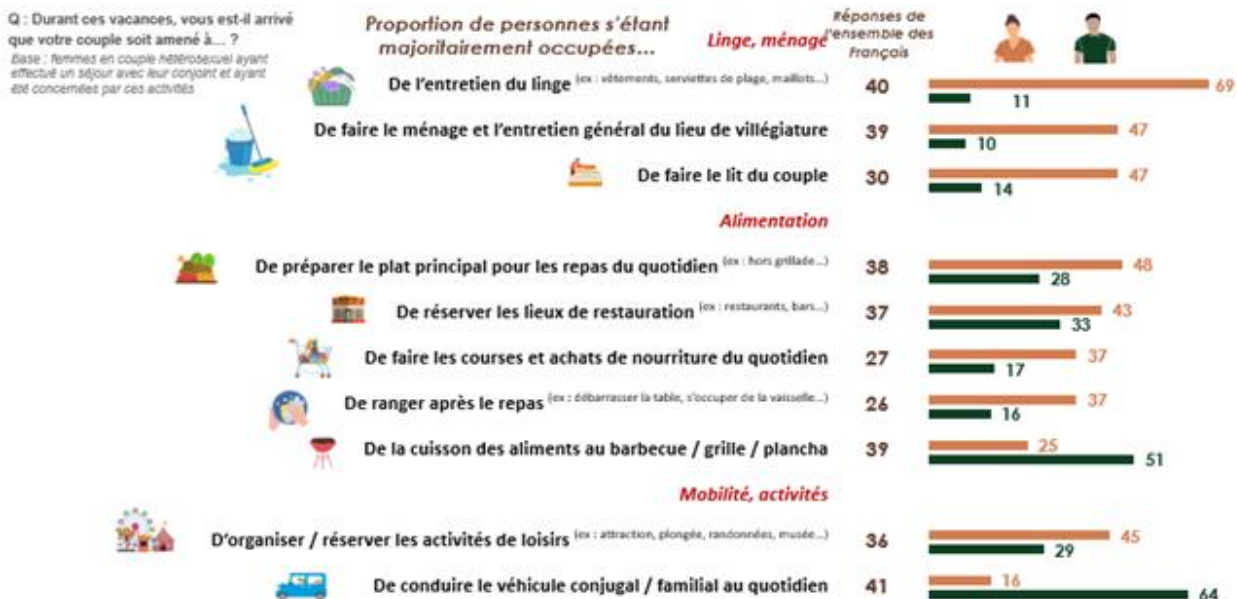 Q : Durant ces vacances, vous est-il arrivé
que votre couple soit amené à... ?
Base : femmes en couple hétérosexuel ayant
effectué un séjour avec leur conjoint et ayant
été concernées par ces activités
Proportion de personnes s'étant
majoritairement occupées...
Réponses de
l'ensemble des
Français
Linge, ménage
De l'entretien du linge (ex : vêtements, serviettes de plage, maillots...) 40 69 11
De faire le ménage et l'entretien général du lieu de villégiature 39 47 10
De faire le lit du couple 30 47 14
Alimentation
De préparer le plat principal pour les repas du quotidien (ex : hors grillade...) 38 48 28
De réserver les lieux de restauration (ex : restaurants, bars...) 37 43 33
De faire les courses et achats de nourriture du quotidien 27 37 17
De ranger après le repas (ex : débarrasser la table, s'occuper de la vaisselle...) 26 37 16
De la cuisson des aliments au barbecue / grille / plancha 39 25 51
Mobilité, activités
D'organiser / réserver les activités de loisirs (ex : attraction, plongée, randonnées, musée...) 36 45 29
De conduire le véhicule conjugal / familial au quotidien 41 16 64